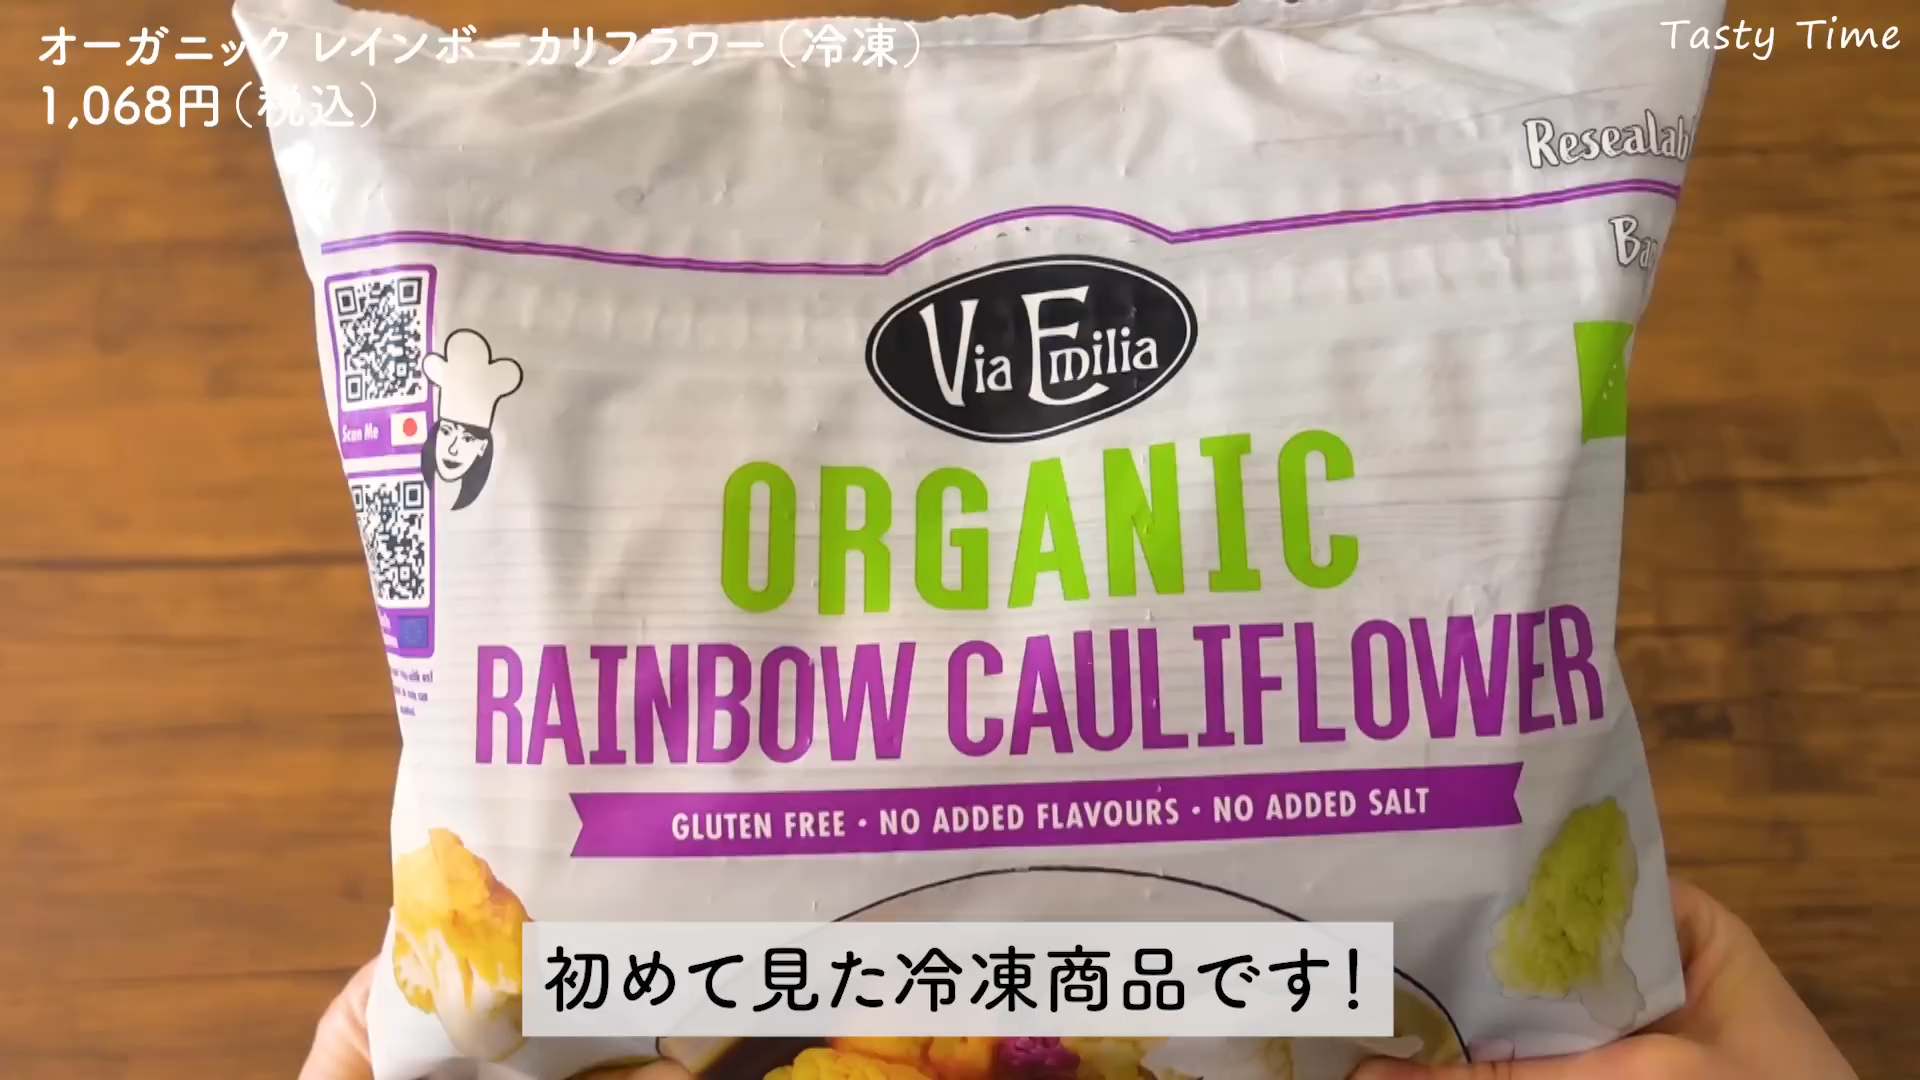 オーガニック レインボーカリフラワー(冷凍)
1,068円(税込)
Tasty Time
Via Emilia
ORGANIC
RAINBOW CAULIFLOWER
GLUTEN FREE · NO ADDED FLAVOURS · NO ADDED SALT
Scan Me
初めて見た冷凍商品です!